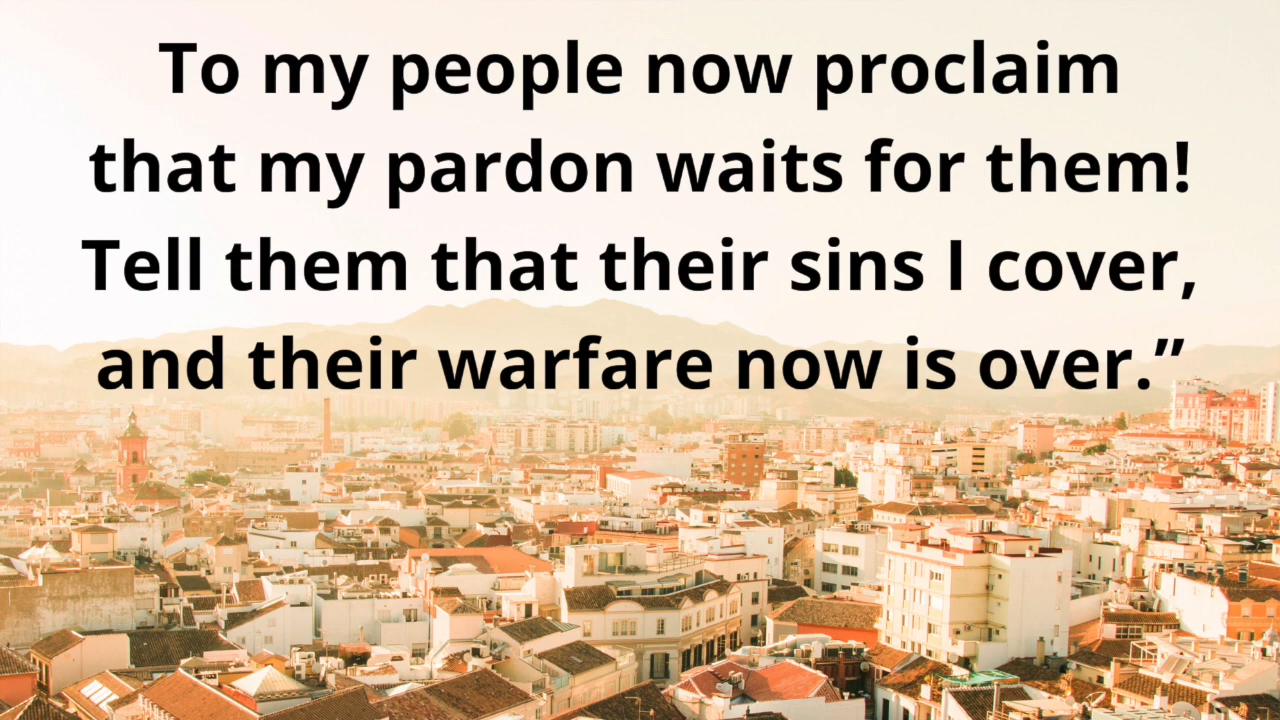 To my people now proclaim
that my pardon waits for them!
Tell them that their sins I cover,
and their warfare now is over.”